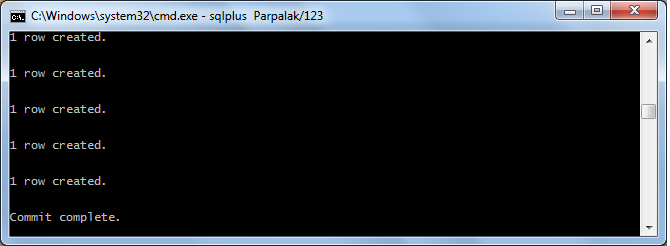 C:\Windows\system32\cmd.exe - sqlplus  Parpalak/123
1 row created.
1 row created.
1 row created.
1 row created.
1 row created.
Commit complete.